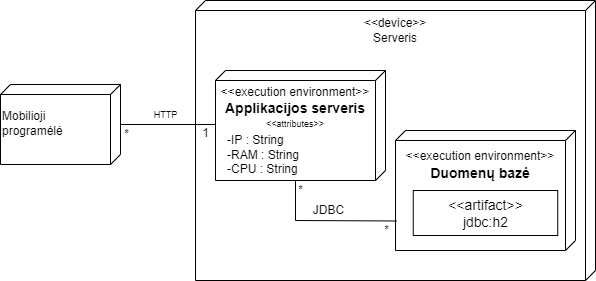 <<device>>
Serveris
<<execution environment>>
Applikacijos serveris
<<attributes>>
-IP : String
-RAM : String
-CPU : String
Mobilioji
programėlė
HTTP
*
1
*
JDBC
*
<<execution environment>>
Duomenų bazė
<<artifact>>
jdbc:h2